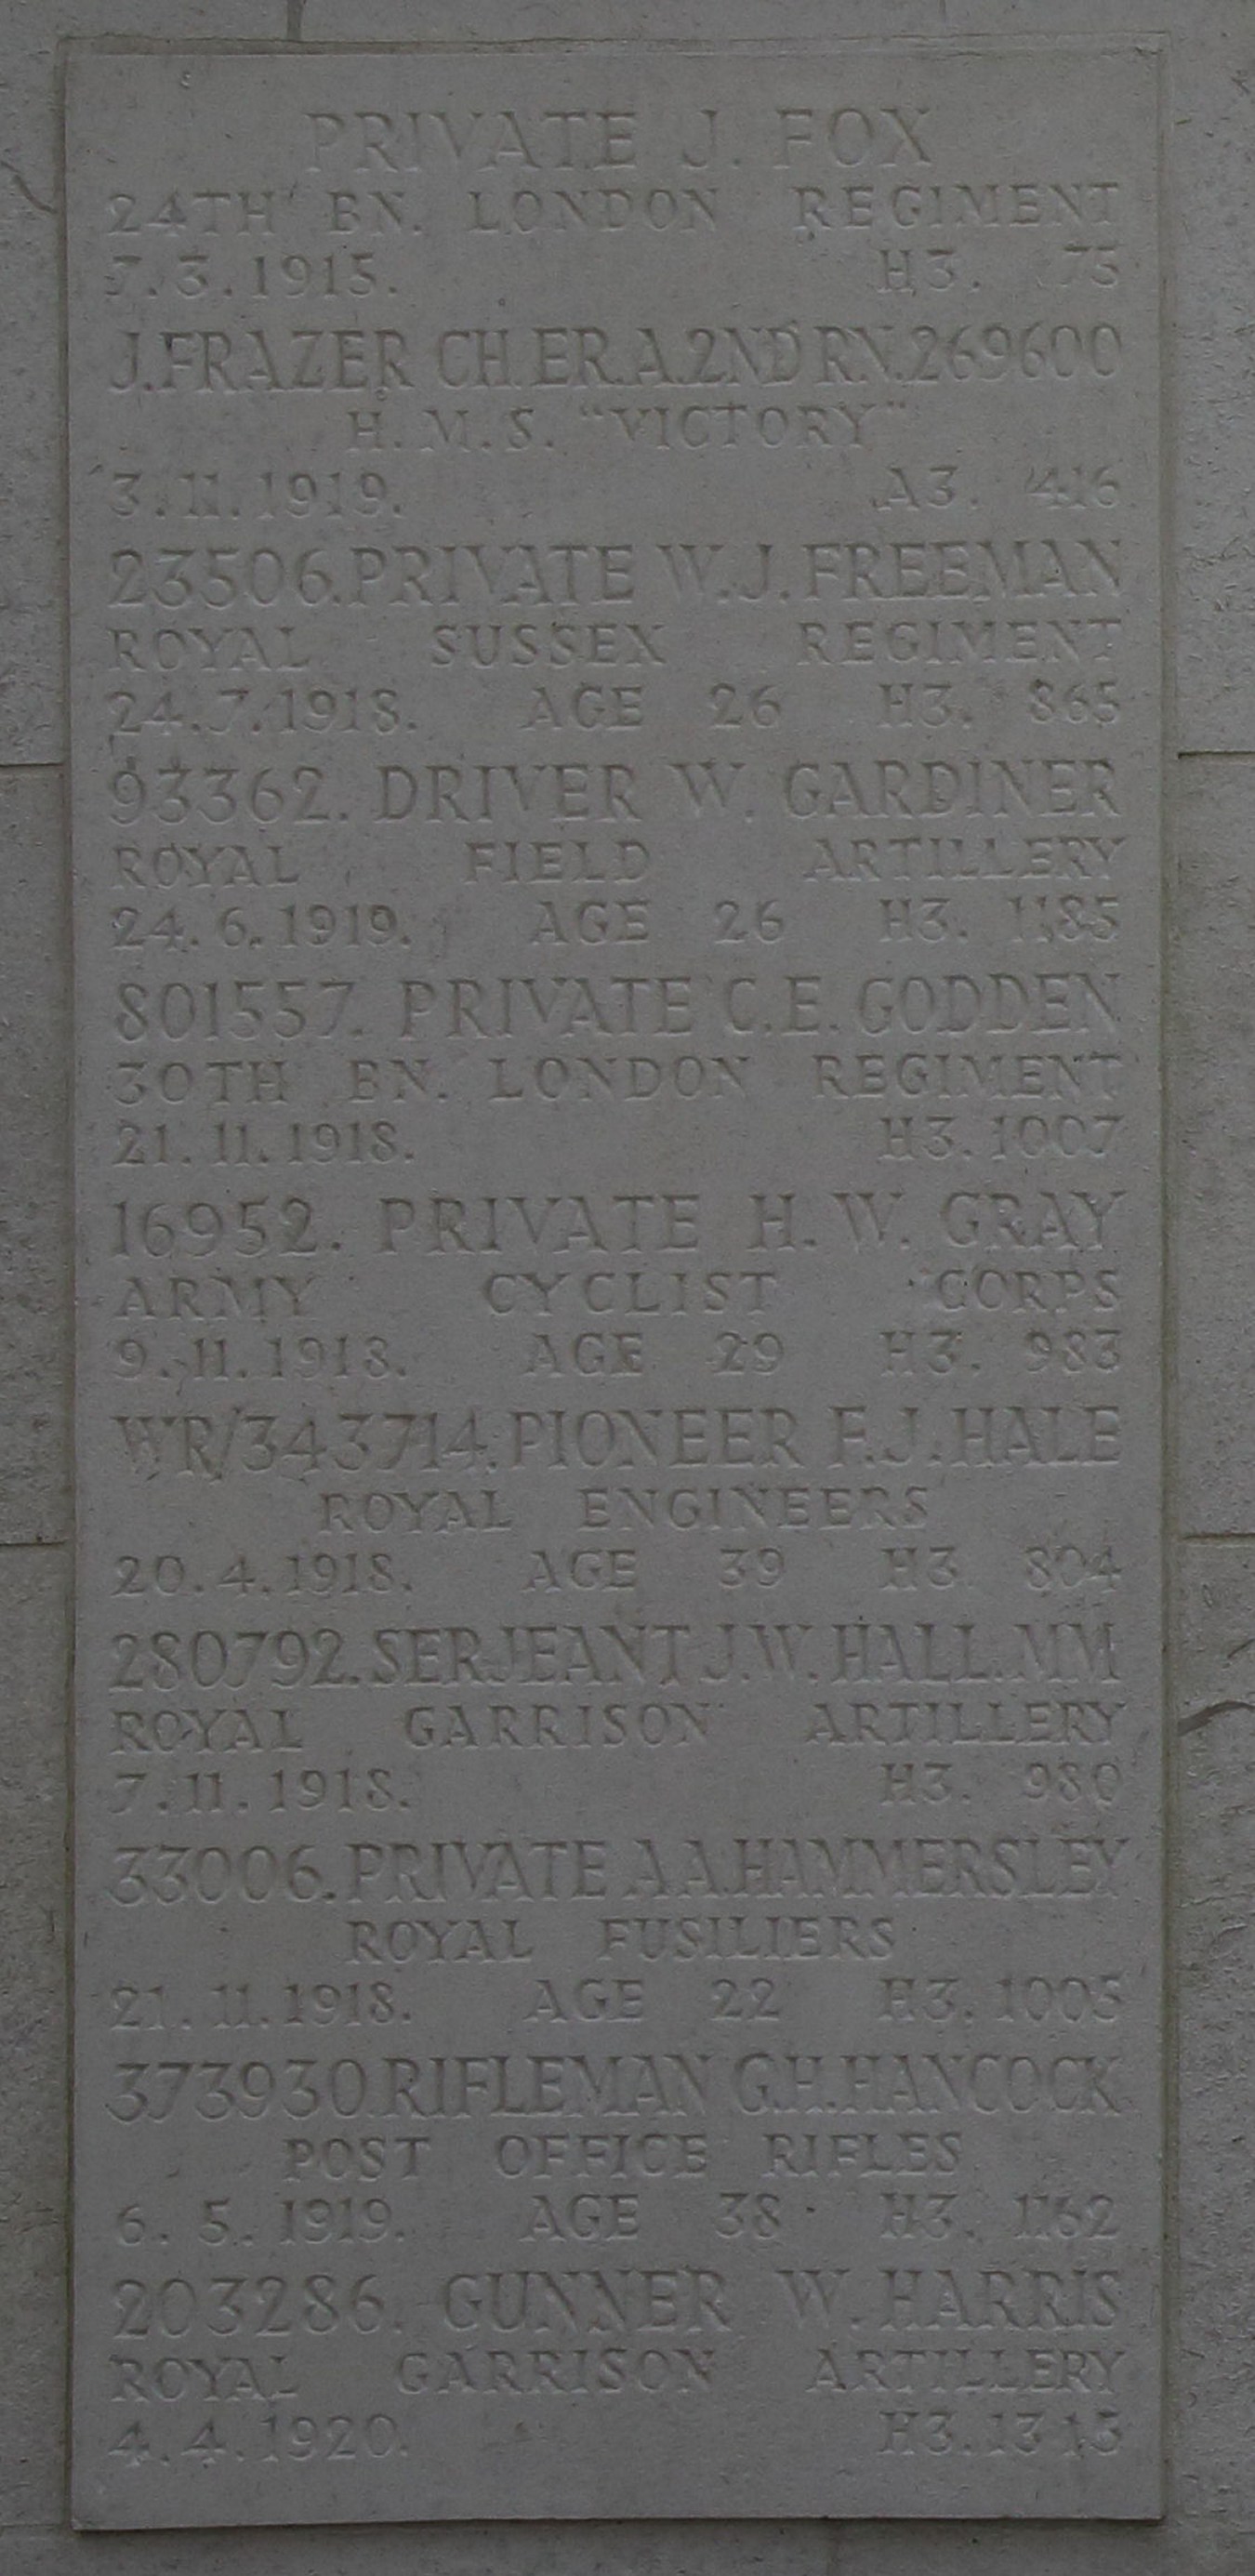 PRIVATE J. FOX
24TH BN. LONDON REGIMENT
7.3.1915. H3. 75
J. FRAZER CH. E.R.A. 2ND R.N. 269600
H.M.S. “VICTORY”
3.11.1919. A3. 416
23506. PRIVATE W.J. FREEMAN
ROYAL SUSSEX REGIMENT
24.7.1918. AGE 26 H3. 865
93362. DRIVER W. GARDINER
ROYAL FIELD ARTILLERY
24.6.1919. AGE 26 H3. 1185
801557. PRIVATE C.E. GODDEN
30TH BN. LONDON REGIMENT
21.11.1918. H3. 1007
16952. PRIVATE H. W. GRAY
ARMY CYCLIST CORPS
9.11.1918. AGE 29 H3. 983
WR/343714. PIONEER F.J. HALE
ROYAL ENGINEERS
20.4.1918. AGE 39 H3. 804
280792. SERJEANT J.W. HALL. MM
ROYAL GARRISON ARTILLERY
7.11.1918. H3. 980
33006. PRIVATE A.A. HAMMERSLEY
ROYAL FUSILIERS
21.11.1918. AGE 22 H3. 1005
373930. RIFLEMAN G.H. HANCOCK
POST OFFICE RIFLES
6.5.1919. AGE 38 H3. 1162
203286. GUNNER W. HARRIS
ROYAL GARRISON ARTILLERY
4.4.1920. H3. 1313